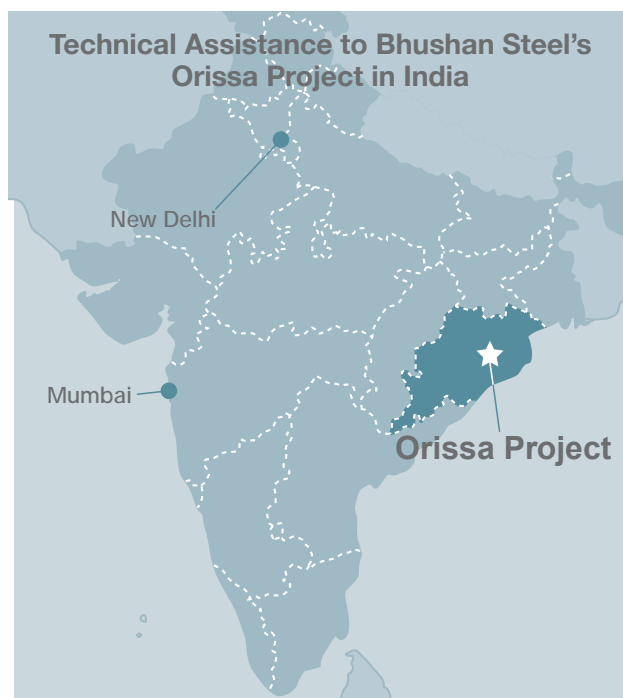 Technical Assistance to Bhushan Steel's
Orissa Project in India
New Delhi
Mumbai
Orissa Project